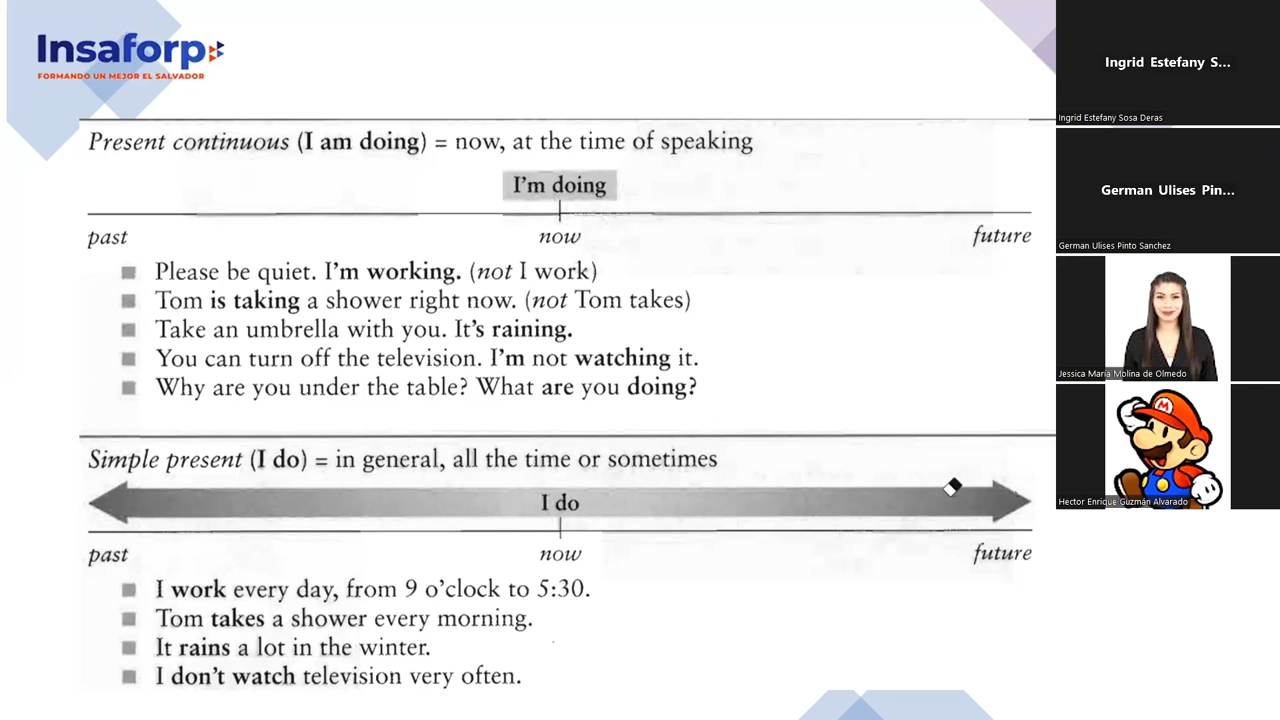 Insaforp
FORMANDO UN MEJOR EL SALVADOR
Present continuous (I am doing) = now, at the time of speaking
I'm doing
past now future
■ Please be quiet. I'm working. (not I work)
■ Tom is taking a shower right now. (not Tom takes)
■ Take an umbrella with you. It's raining.
■ You can turn off the television. I'm not watching it.
■ Why are you under the table? What are you doing?
Simple present (I do) = in general, all the time or sometimes
I do
past now future
■ I work every day, from 9 o'clock to 5:30.
■ Tom takes a shower every morning.
■ It rains a lot in the winter.
■ I don't watch television very often.
Ingrid Estefany S...
Ingrid Estefany Sosa Deras
German Ulises Pin...
German Ulises Pinto Sanchez
Jessica María Molina de Olmedo
M
Hector Enrique Guzmán Alvarado